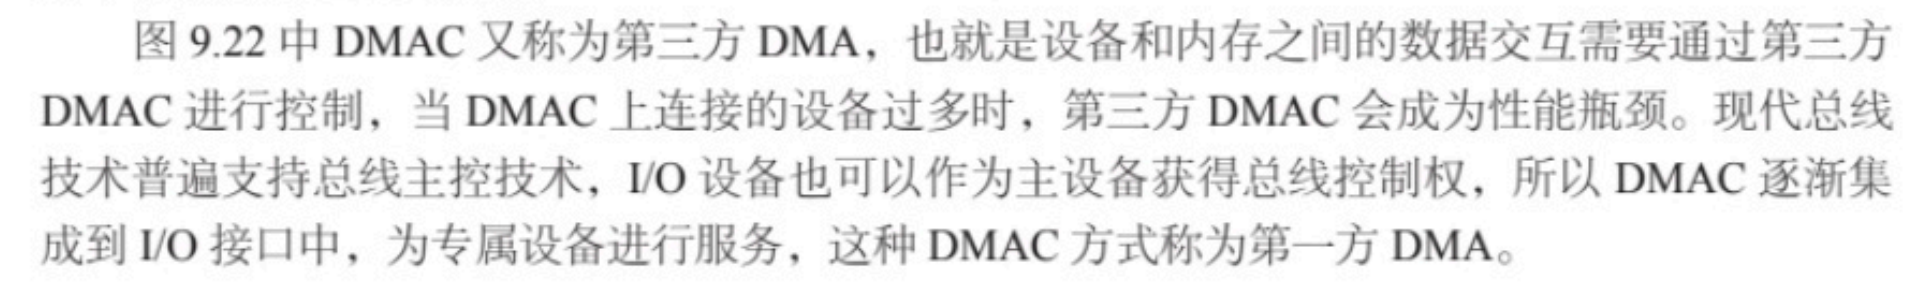 图 9.22 中 DMAC 又称为第三方 DMA，也就是设备和内存之间的数据交互需要通过第三方
DMAC 进行控制，当 DMAC 上连接的设备过多时，第三方 DMAC 会成为性能瓶颈。现代总线
技术普遍支持总线主控技术，I/O 设备也可以作为主设备获得总线控制权，所以 DMAC 逐渐集
成到 I/O 接口中，为专属设备进行服务，这种 DMAC 方式称为第一方 DMA。